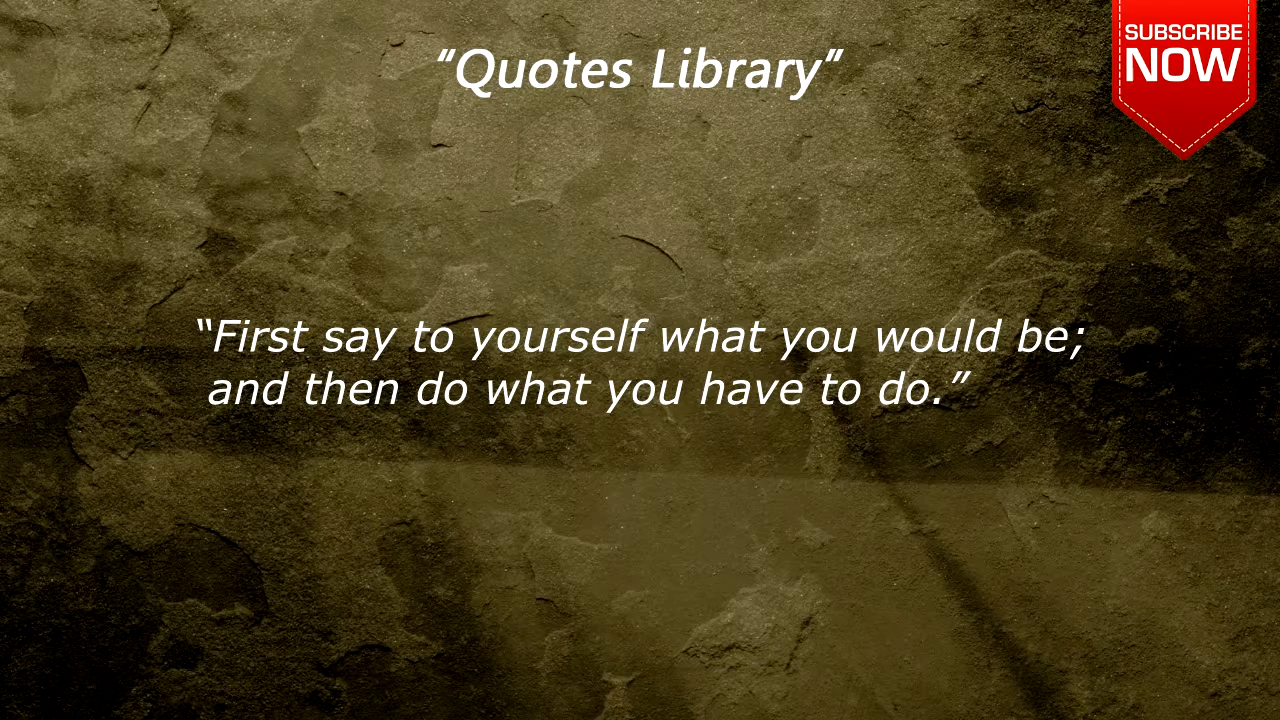 “Quotes Library”
SUBSCRIBE
NOW
“First say to yourself what you would be;
and then do what you have to do.”